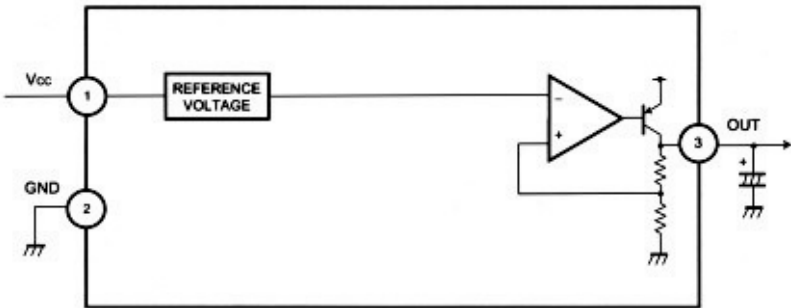 Vcc
1
REFERENCE
VOLTAGE
−
+
3
OUT
+
GND
2